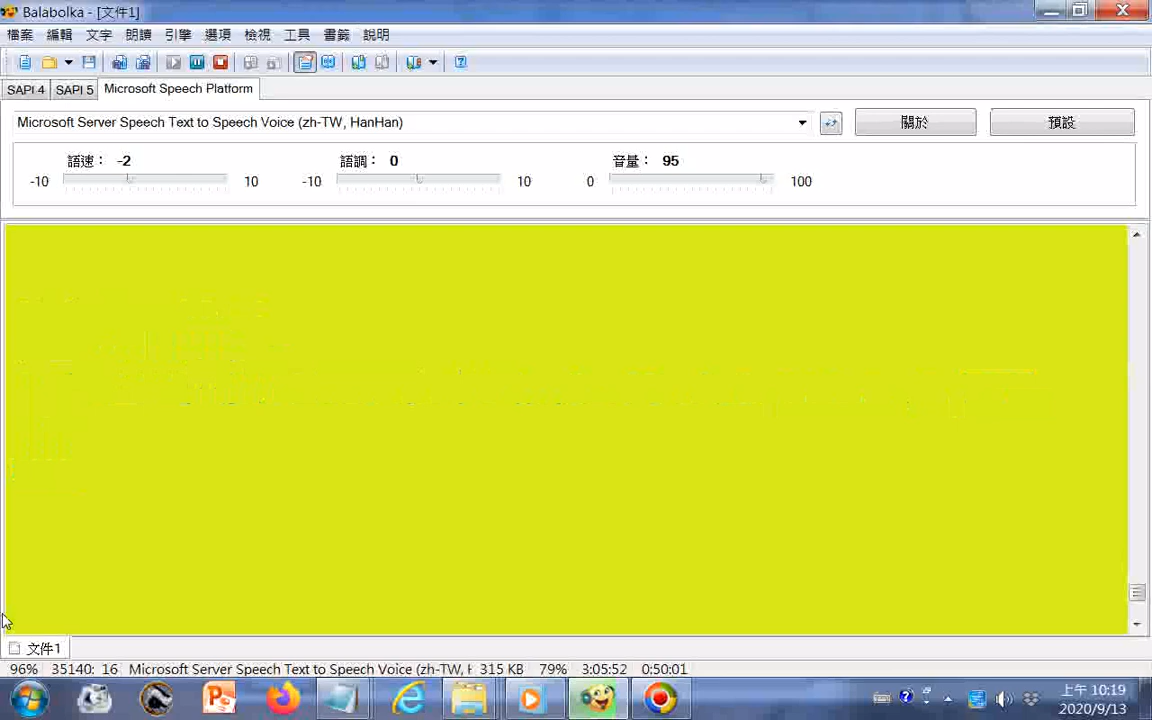 Balabolka - [文件1]
檔案 編輯 文字 朗讀 引擎 選項 檢視 工具 書籤 說明
SAPI 4 SAPI 5 Microsoft Speech Platform
Microsoft Server Speech Text to Speech Voice (zh-TW, HanHan)
關於 預設
語速： -2 語調： 0 音量： 95
-10 10 -10 10 0 100
文件1
96% 35140: 16 Microsoft Server Speech Text to Speech Voice (zh-TW, 315 KB 79% 3:05:52 0:50:01
上午 10:19
2020/9/13